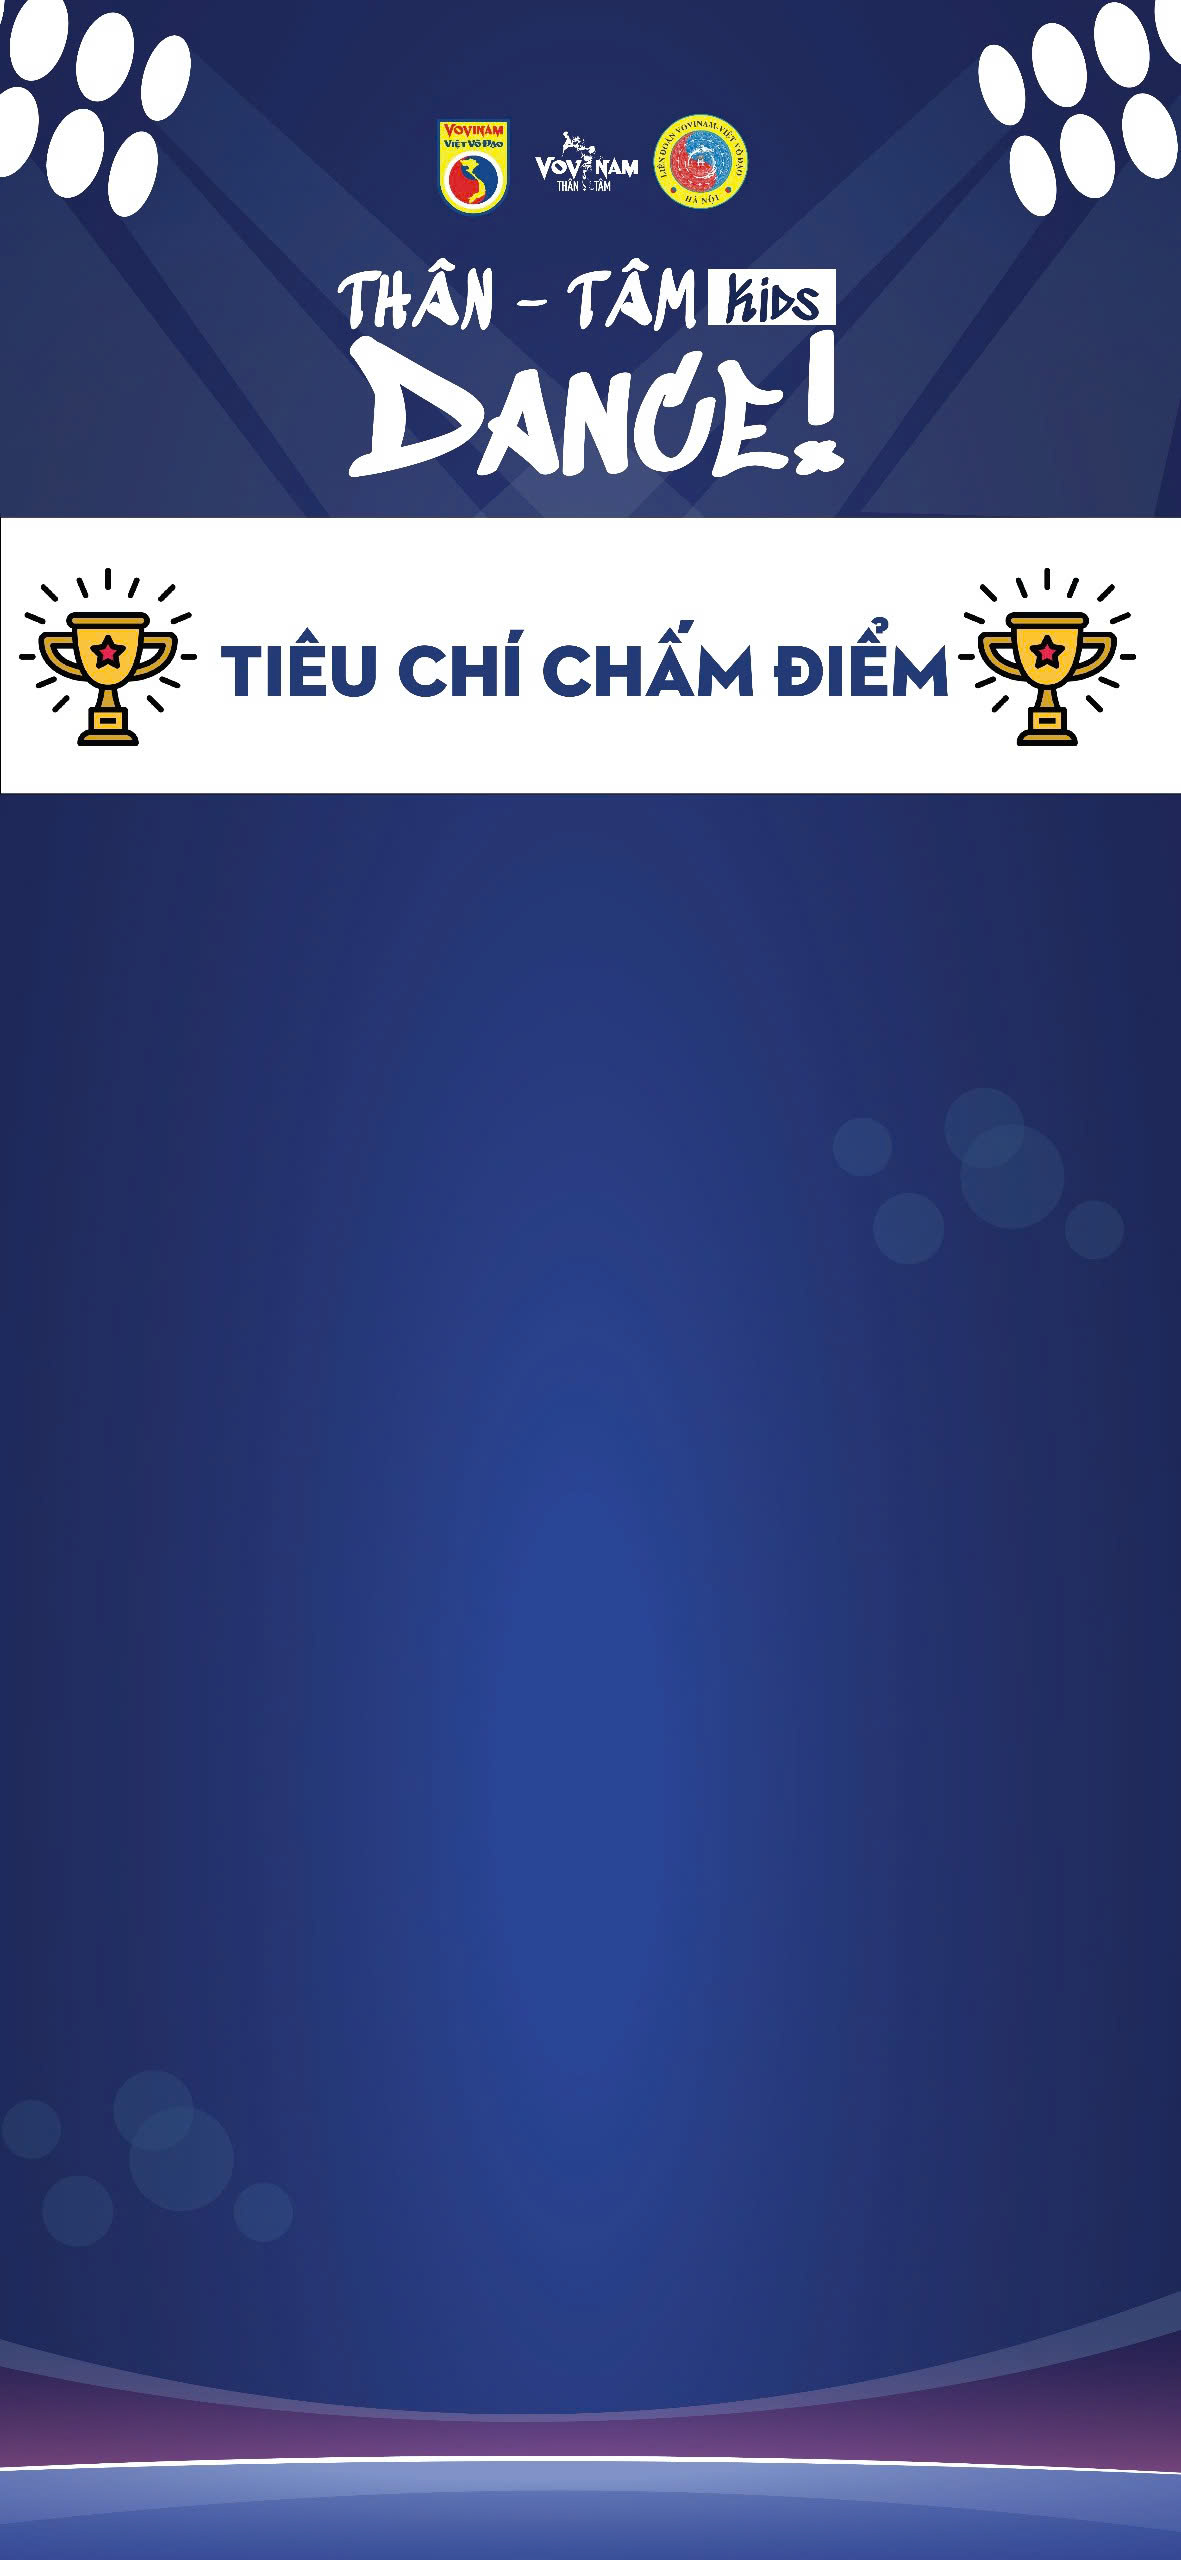 VOVINAM
VIỆT VÕ ĐẠO
VOVINAM
THÂN TÂM
LIÊN ĐOÀN VOVINAM-VIỆT VÕ ĐẠO
HÀ NỘI
THÂN - TÂM KiDS
DANCE!
TIÊU CHÍ CHẤM ĐIỂM